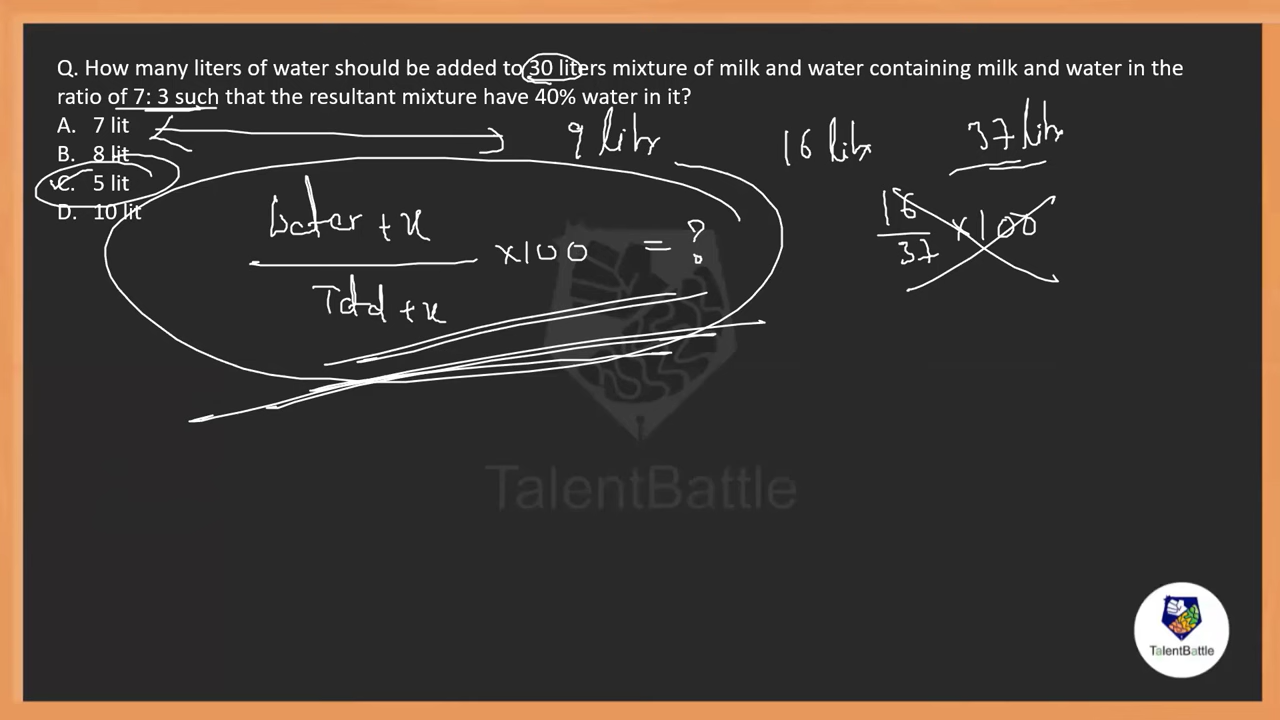 Q. How many liters of water should be added to 30 liters mixture of milk and water containing milk and water in the
ratio of 7: 3 such that the resultant mixture have 40% water in it?
A. 7 lit
B. 8 lit
C. 5 lit
D. 10 lit
9 litr
16 litr
37 litr
water + x
Total + x
×100 = ?
16
37
×100
TalentBattle
TalentBattle